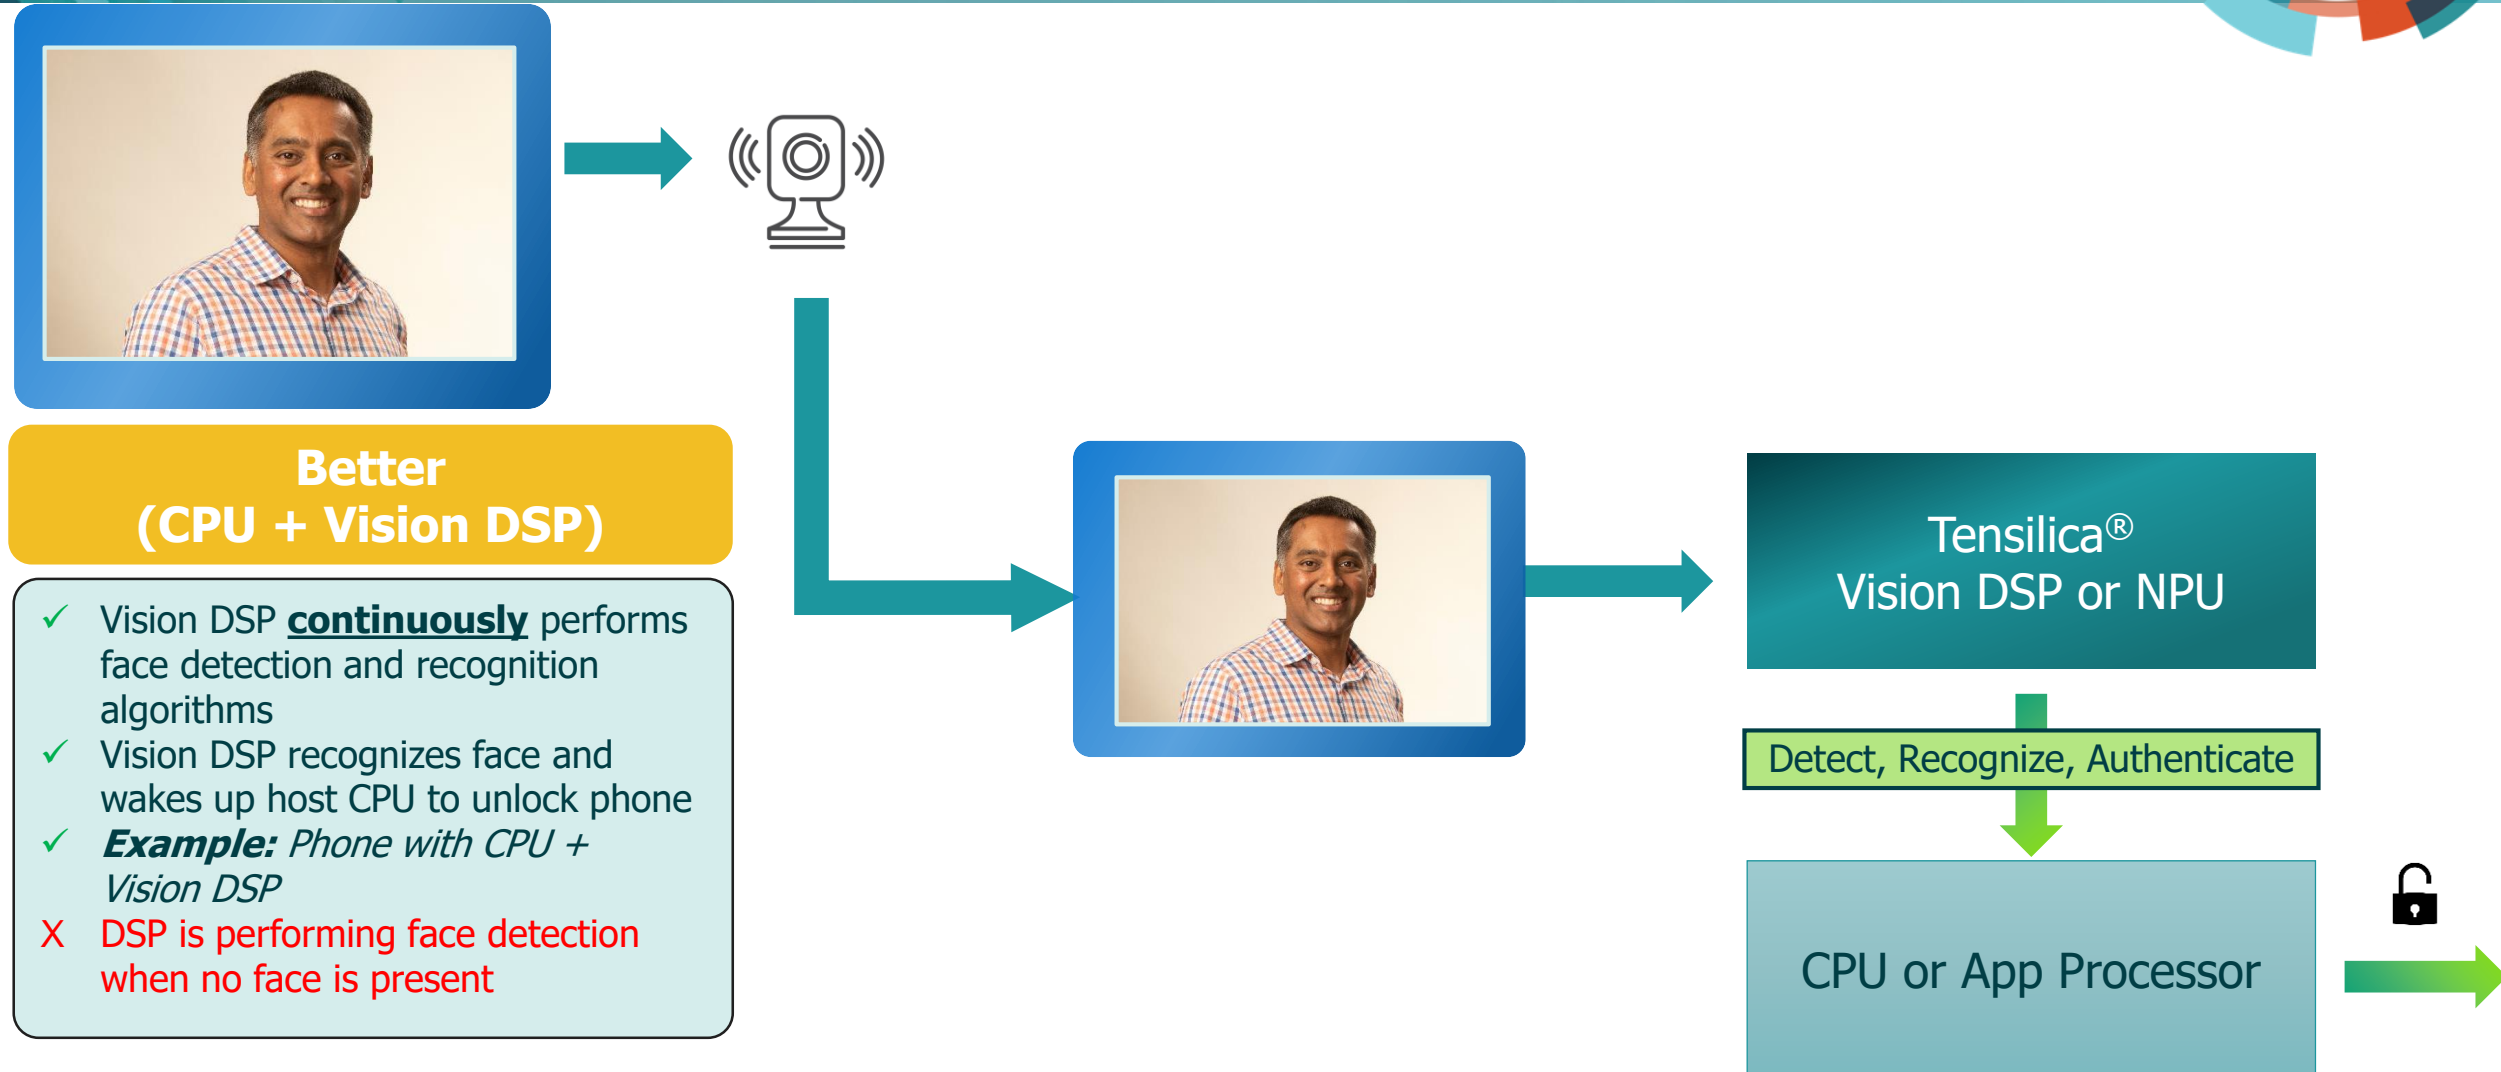 Better
(CPU + Vision DSP)
✓ Vision DSP continuously performs
face detection and recognition
algorithms
✓ Vision DSP recognizes face and
wakes up host CPU to unlock phone
✓ Example: Phone with CPU +
Vision DSP
X DSP is performing face detection
when no face is present
Tensilica®
Vision DSP or NPU
Detect, Recognize, Authenticate
CPU or App Processor